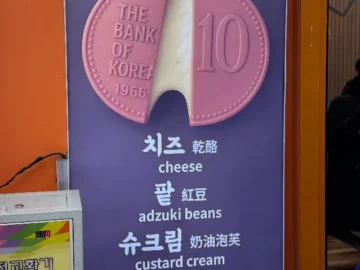 THE
BANK
OF
KOREA
1966
10
치즈 乾酪
cheese
팥 紅豆
adzuki beans
슈크림 奶油泡芙
custard cream